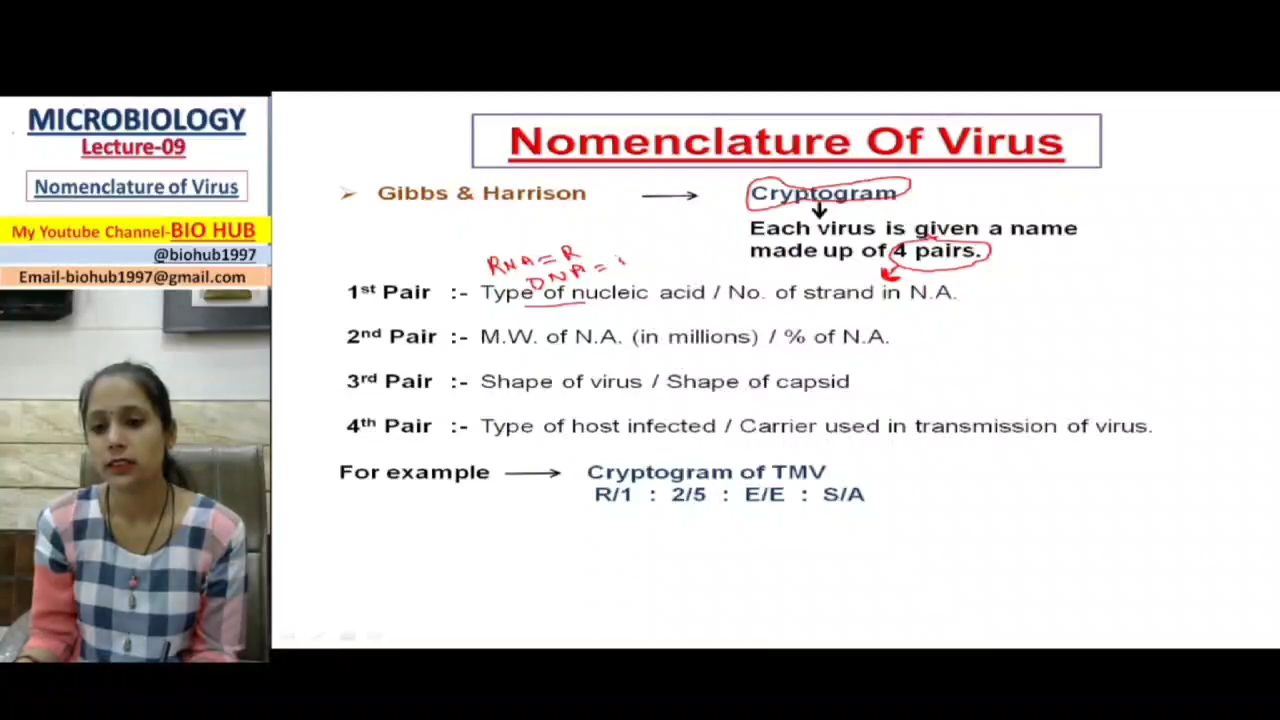 MICROBIOLOGY
Lecture-09
Nomenclature of Virus
My Youtube Channel-BIO HUB
@biohub1997
Email-biohub1997@gmail.com
Nomenclature Of Virus
Gibbs & Harrison → Cryptogram
Each virus is given a name
made up of 4 pairs.
RNA = R
DNA =
1st Pair :- Type of nucleic acid / No. of strand in N.A.
2nd Pair :- M.W. of N.A. (in millions) / % of N.A.
3rd Pair :- Shape of virus / Shape of capsid
4th Pair :- Type of host infected / Carrier used in transmission of virus.
For example → Cryptogram of TMV
R/1 : 2/5 : E/E : S/A